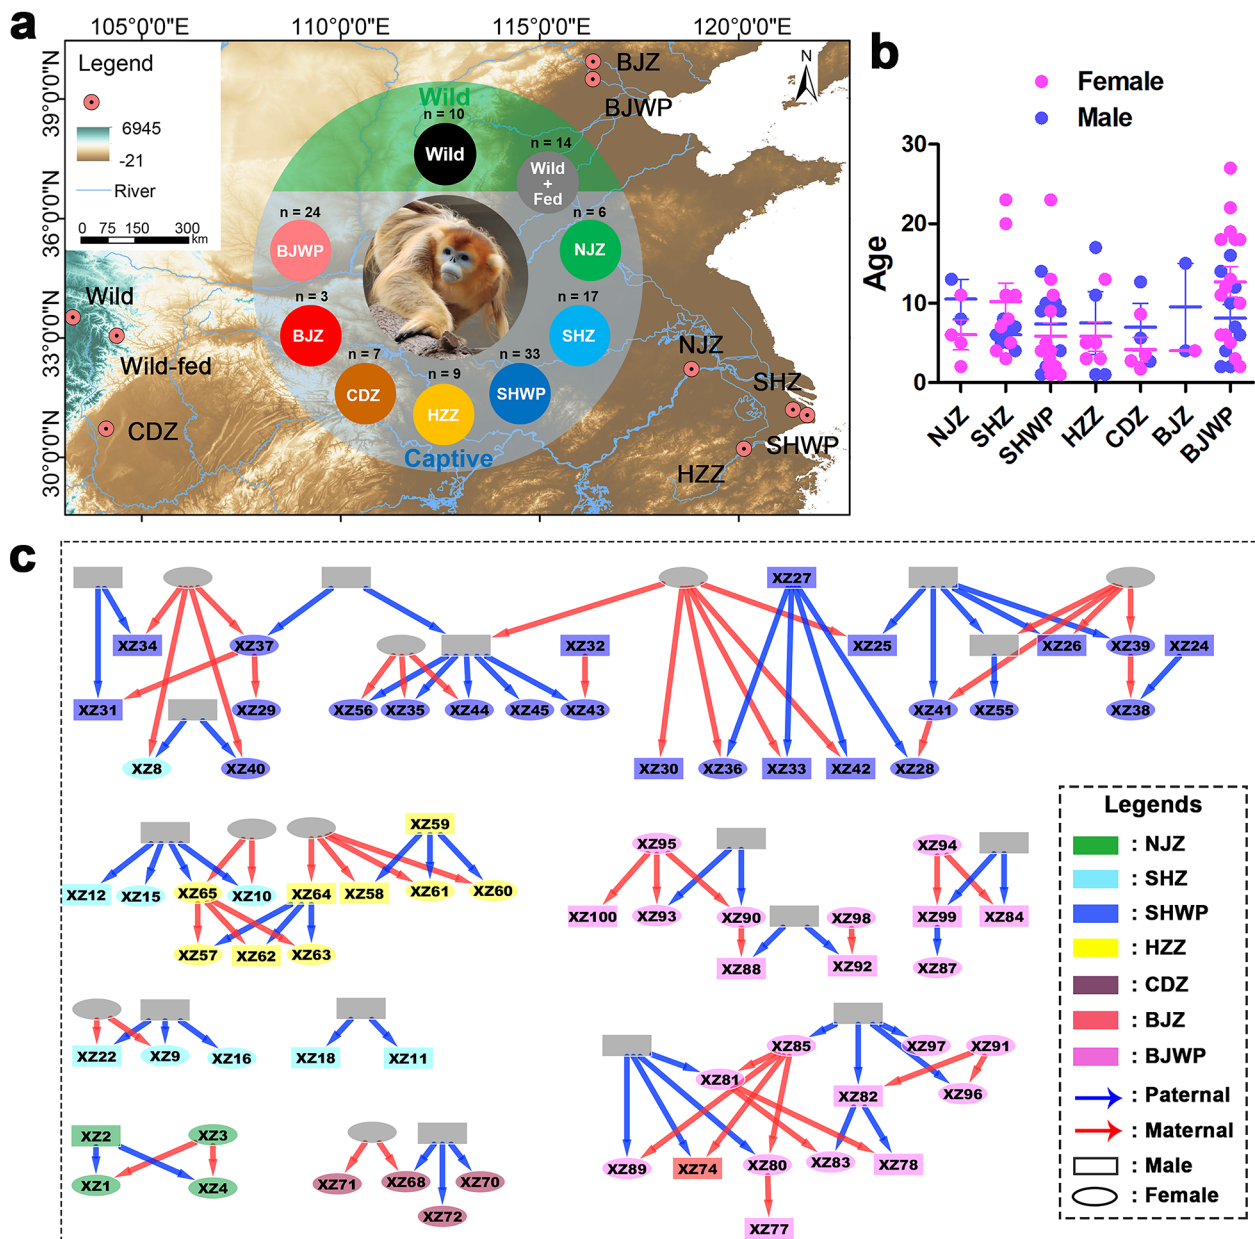 a
105°0'0"E 110°0'0"E 115°0'0"E 120°0'0"E
39°0'0"N
36°0'0"N
33°0'0"N
30°0'0"N
Legend
6945
-21
River
0 75 150 300
km
N
BJZ
BJWP
Wild
n = 10
Wild
n = 14
Wild
+
Fed
n = 24
BJWP
n = 6
NJZ
n = 3
BJZ
n = 17
SHZ
n = 7
CDZ
n = 9
HZZ
n = 33
SHWP
Captive
Wild
Wild-fed
CDZ
NJZ
SHZ
SHWP
HZZ
b
Female
Male
Age
30
20
10
0
NJZ SHZ SHWP HZZ CDZ BJZ BJWP
c
XZ27
XZ34 XZ37 XZ32 XZ25 XZ26 XZ39 XZ24
XZ31 XZ29 XZ56 XZ35 XZ44 XZ45 XZ43 XZ41 XZ55 XZ38
XZ8 XZ40 XZ30 XZ36 XZ33 XZ42 XZ28
XZ59
XZ12 XZ15 XZ65 XZ10 XZ64 XZ58 XZ61 XZ60
XZ57 XZ62 XZ63
XZ95 XZ94
XZ100 XZ93 XZ90 XZ98 XZ99 XZ84
XZ88 XZ92 XZ87
XZ22 XZ9 XZ16 XZ18 XZ11
XZ85 XZ97 XZ91
XZ81 XZ82 XZ96
XZ89 XZ74 XZ80 XZ83 XZ78
XZ77
XZ2 XZ3
XZ1 XZ4
XZ71 XZ68 XZ70
XZ72
Legends
: NJZ
: SHZ
: SHWP
: HZZ
: CDZ
: BJZ
: BJWP
: Paternal
: Maternal
: Male
: Female